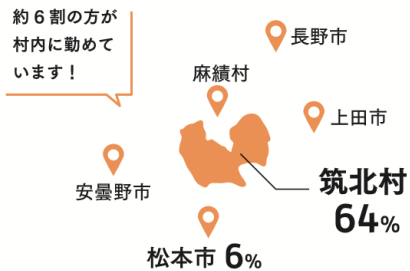 約6割の方が
村内に勤めて
います！
長野市
麻績村
上田市
安曇野市
筑北村
64%
松本市 6%